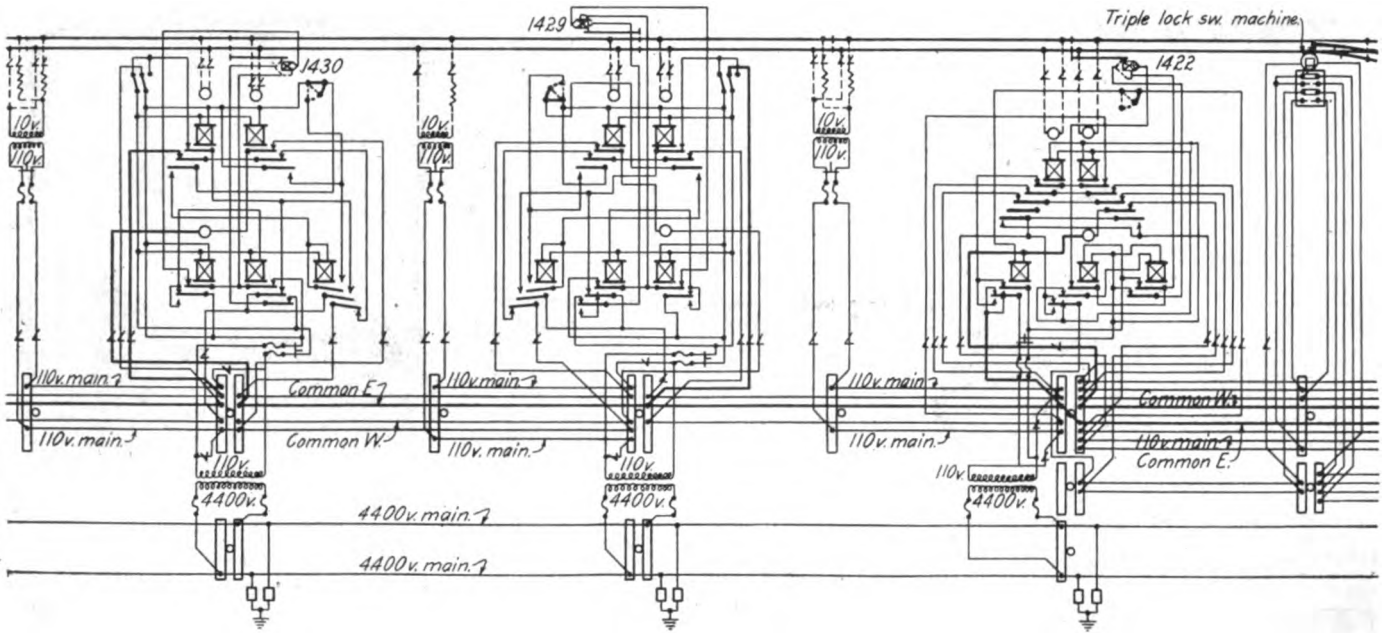 1429
Triple lock sw. machine
1430
1422
10v.
10v.
10v.
110v.
110v.
110v.
110v. main.
Common E.
110v. main.
110v. main.
Common W.
110v. main.
Common W.
110v. main.
110v. main.
110v. main.
Common E.
110v.
110v.
110v.
4400v.
4400v.
4400v.
4400v. main.
4400v. main.